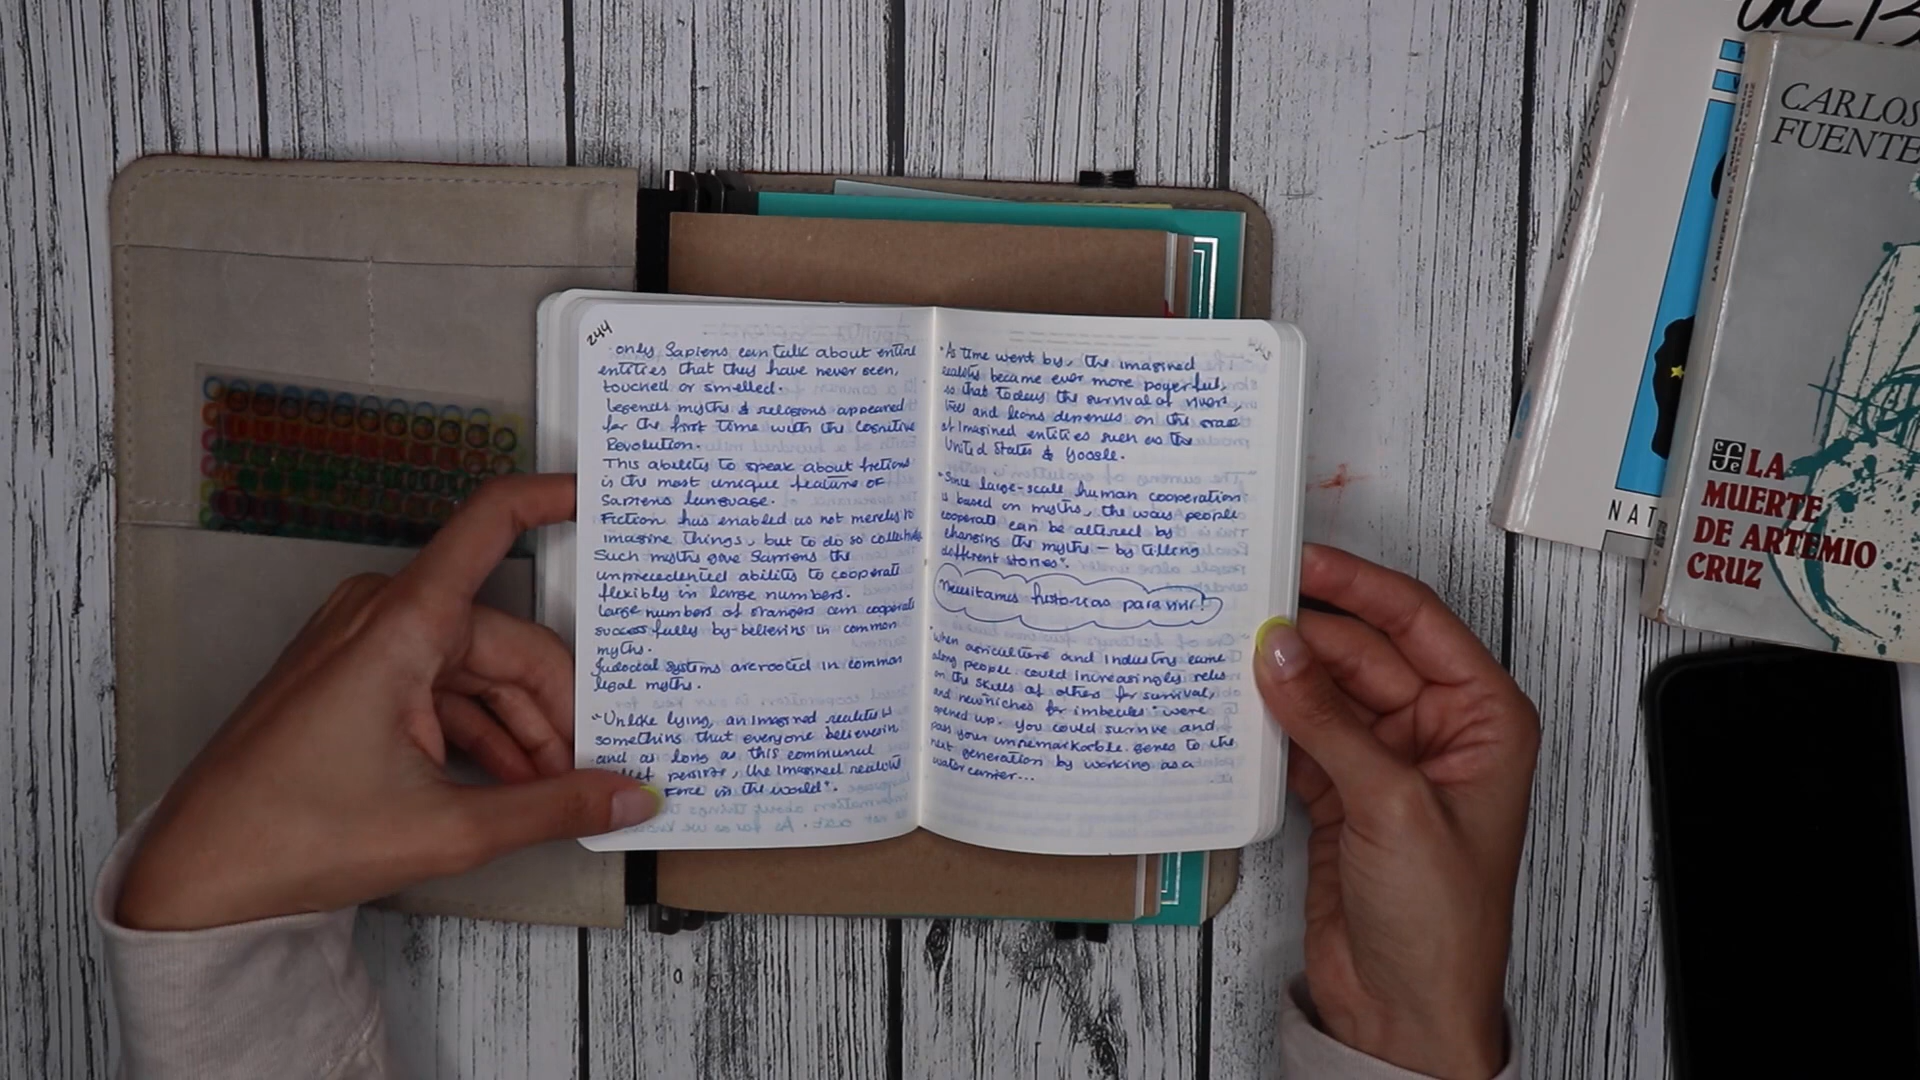 244
only Sapiens can talk about entire
entities that they have never seen,
touched or smelled.
Legends myths & religions appeared
for the first time with the Cognitive
Revolution.
This ability to speak about fictions
is the most unique feature of
Sapiens language.
Fiction has enabled us not merely to
imagine things, but to do so collectively
Such myths give Sapiens the
unprecedented ability to cooperate
flexibly in large numbers.
Large numbers of strangers can cooperate
successfully by believing in common
myths.
Judicial systems are rooted in common
legal myths.
"Unlike lying, an imagined reality is
something that everyone believes in
and as long as this communal
persists, the imagined reality
Force in the world".
"As time went by, the imagined
reality became ever more powerful,
so that today the survival of rivers,
and lions depends on the
of imagined entities such as the
United States & Google.
"Since large-scale human cooperation
is based on myths, the ways people
cooperate can be altered by
changing the myths - by telling
different stories".
Necesitamos historias para vivir!
"When agriculture and industry came
along people could increasingly rely
on the skills of others for survival,
and new "niches for imbeciles" were
opened up. You could survive and
pass your unremarkable genes to the
next generation by working as a
water carrier...
the B
NAT
CARLOS
FUENTE
LA MUERTE DE ARTEMIO CRUZ
cfe
LA
MUERTE
DE ARTEMIO
CRUZ